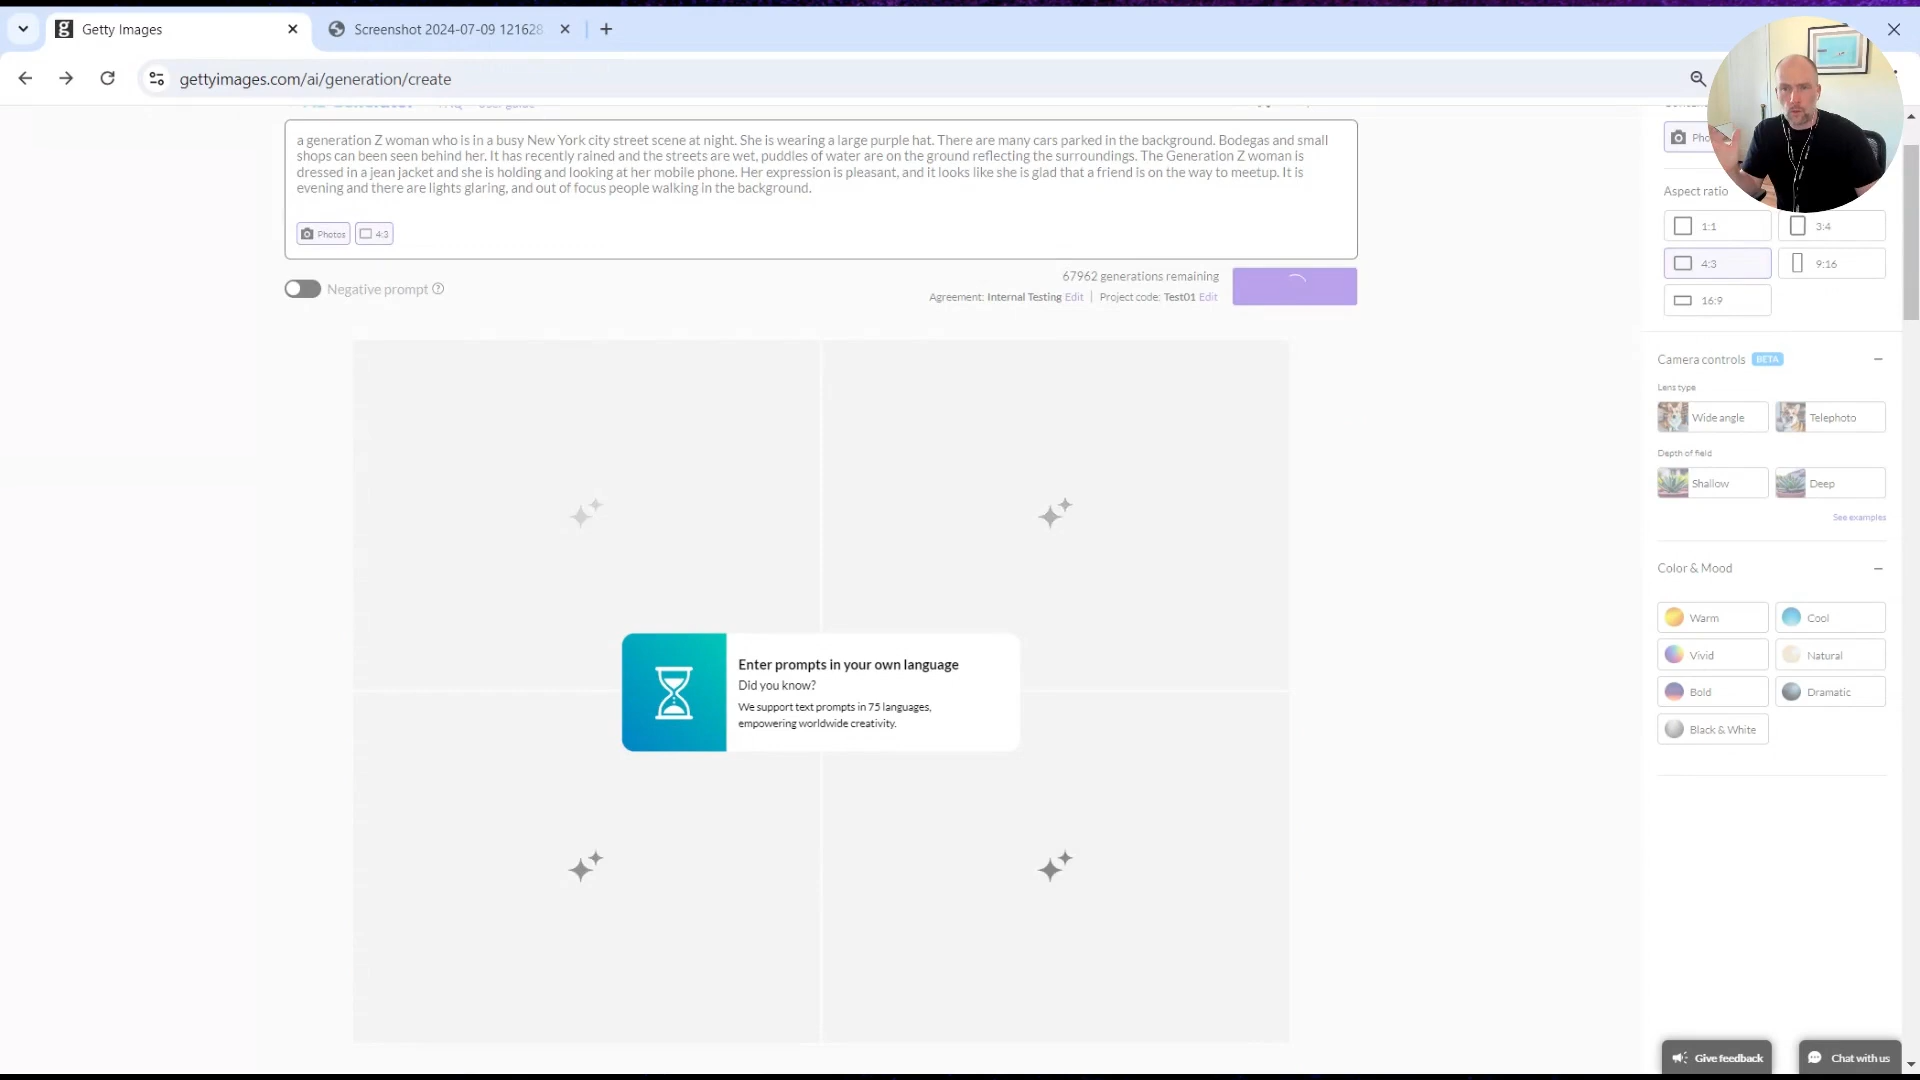 Getty Images
Screenshot 2024-07-09 121628
gettyimages.com/ai/generation/create
a generation Z woman who is in a busy New York city street scene at night. She is wearing a large purple hat. There are many cars parked in the background. Bodegas and small
shops can been seen behind her. It has recently rained and the streets are wet, puddles of water are on the ground reflecting the surroundings. The Generation Z woman is
dressed in a jean jacket and she is holding and looking at her mobile phone. Her expression is pleasant, and it looks like she is glad that a friend is on the way to meetup. It is
evening and there are lights glaring, and out of focus people walking in the background.
Photos
4:3
Negative prompt
67962 generations remaining
Agreement: Internal Testing Edit | Project code: Test01 Edit
Enter prompts in your own language
Did you know?
We support text prompts in 75 languages,
empowering worldwide creativity.
Aspect ratio
1:1
3:4
4:3
9:16
16:9
Camera controls BETA
Lens type
Wide angle
Telephoto
Depth of field
Shallow
Deep
See examples
Color & Mood
Warm
Cool
Vivid
Natural
Bold
Dramatic
Black & White
Give feedback
Chat with us